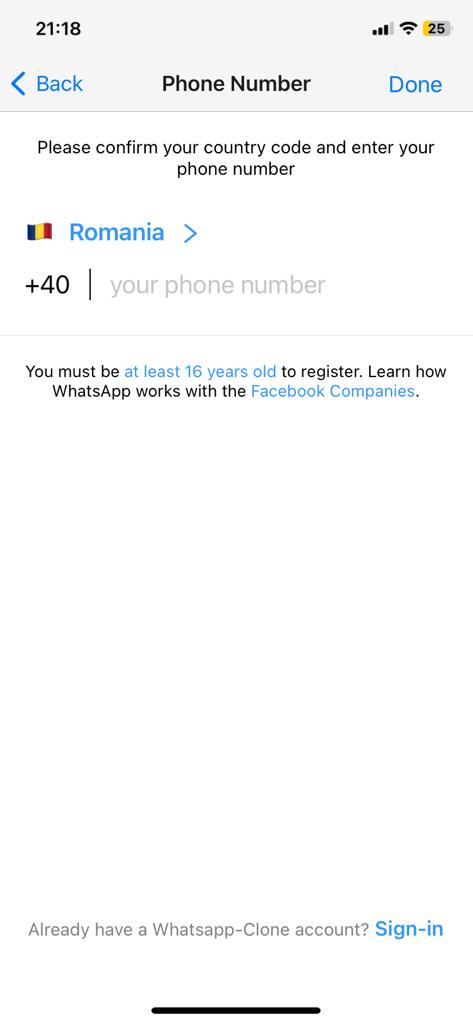 21:18
25
Back
Phone Number
Done
Please confirm your country code and enter your
phone number
Romania
+40
your phone number
You must be at least 16 years old to register. Learn how
WhatsApp works with the Facebook Companies.
Already have a Whatsapp-Clone account? Sign-in